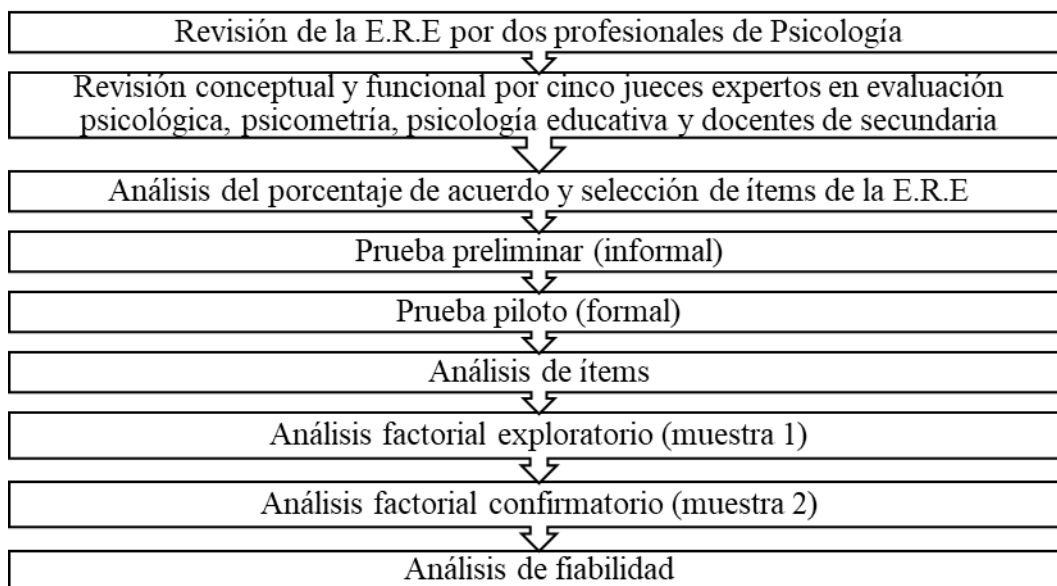 Revisión de la E.R.E por dos profesionales de Psicología
Revisión conceptual y funcional por cinco jueces expertos en evaluación
psicológica, psicometría, psicología educativa y docentes de secundaria
Análisis del porcentaje de acuerdo y selección de ítems de la E.R.E
Prueba preliminar (informal)
Prueba piloto (formal)
Análisis de ítems
Análisis factorial exploratorio (muestra 1)
Análisis factorial confirmatorio (muestra 2)
Análisis de fiabilidad